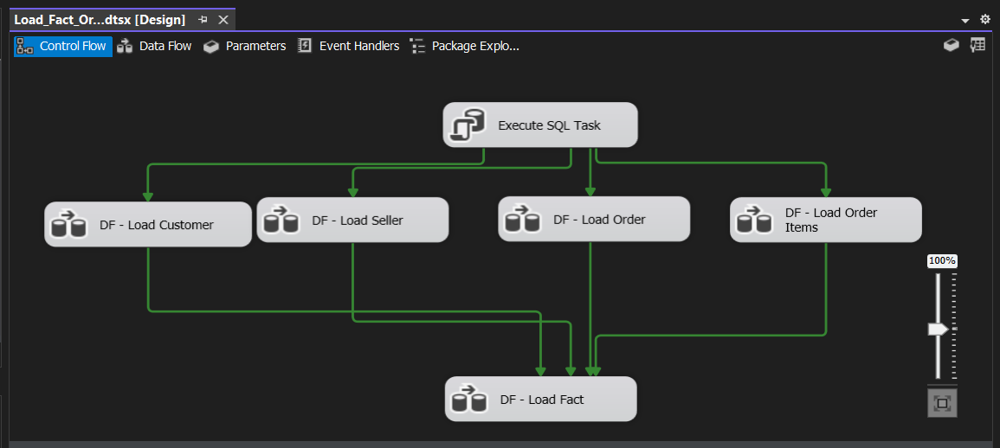 Load_Fact_Or...dtsx [Design]
Control Flow
Data Flow
Parameters
Event Handlers
Package Explo...
Execute SQL Task
DF - Load Customer
DF - Load Seller
DF - Load Order
DF - Load Order
Items
100%
DF - Load Fact